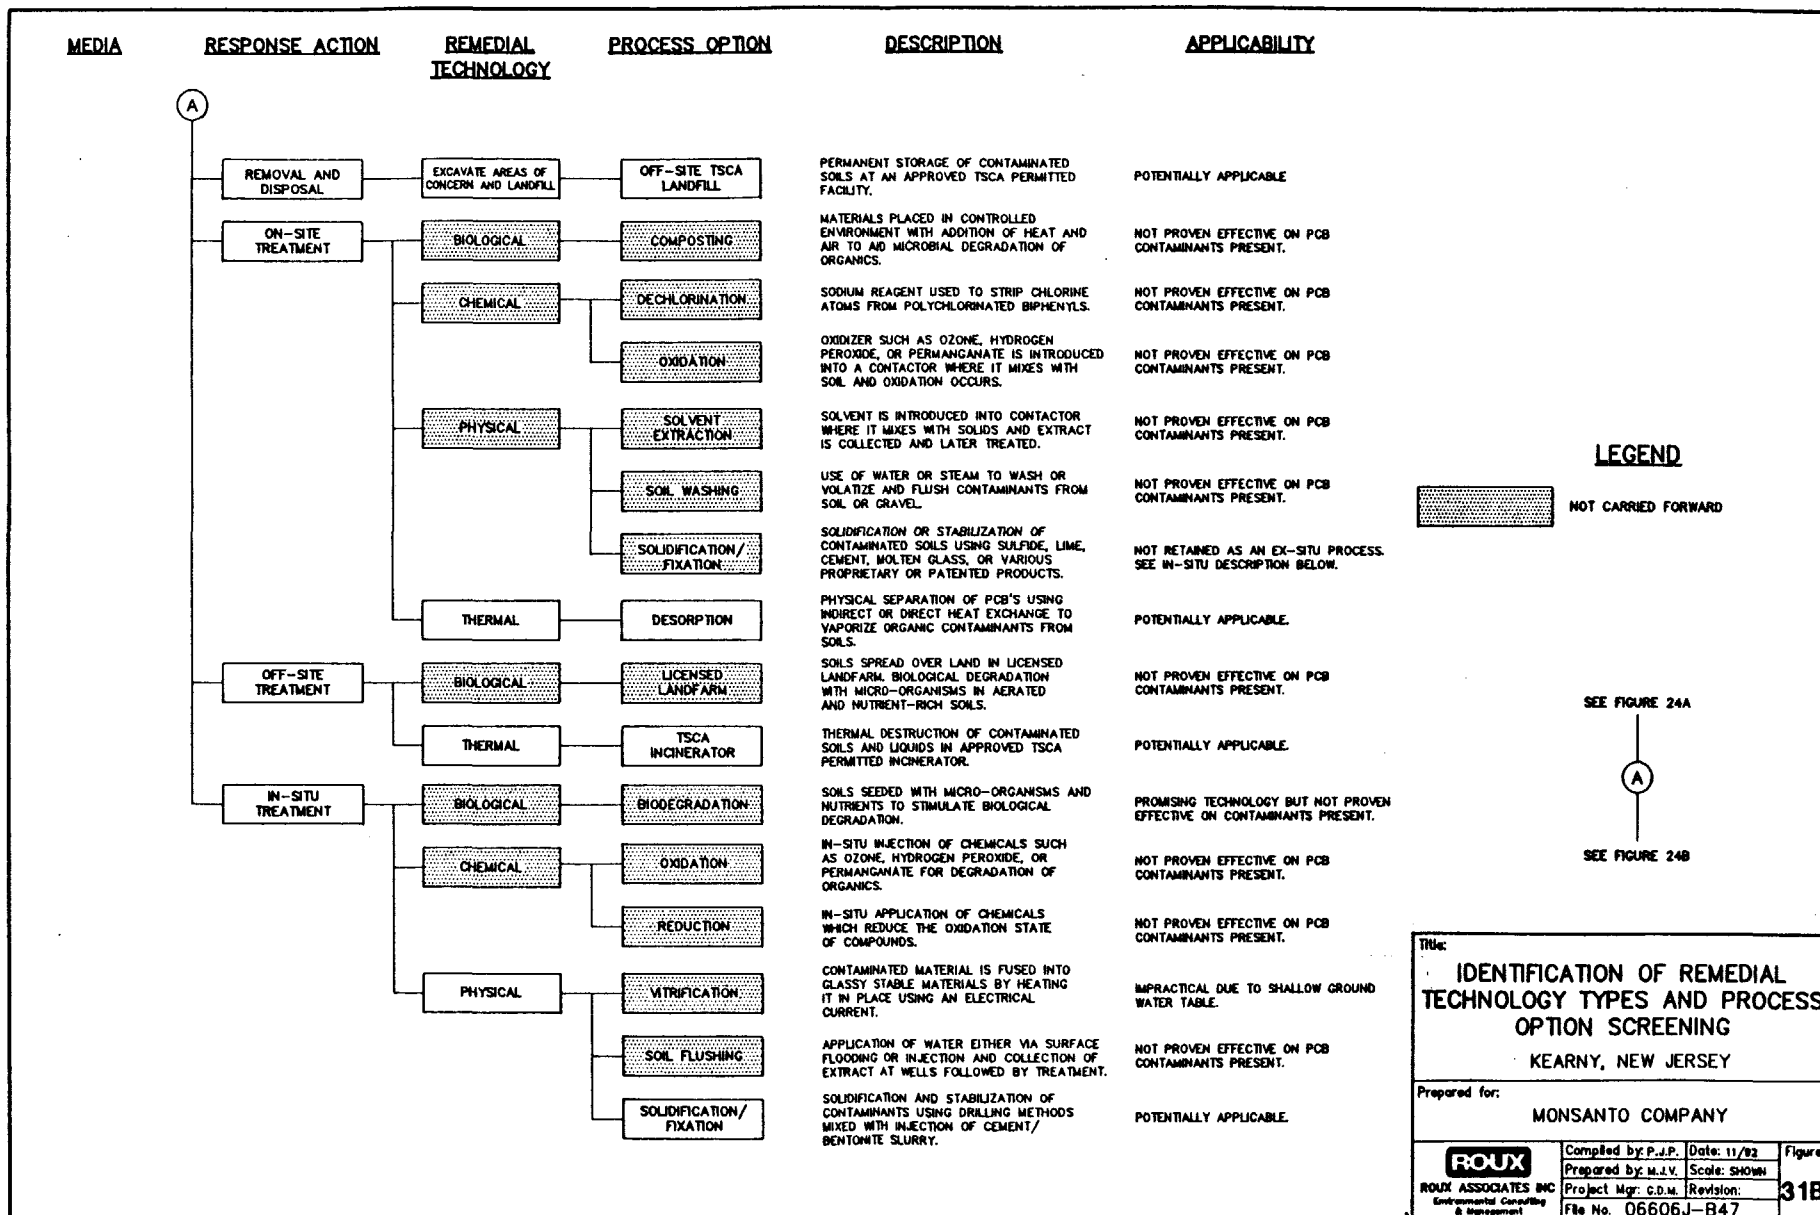 MEDIA
RESPONSE ACTION
REMEDIAL
TECHNOLOGY
PROCESS OPTION
DESCRIPTION
APPLICABILITY
A
REMOVAL AND
DISPOSAL
EXCAVATE AREAS OF
CONCERN AND LANDFILL
OFF-SITE TSCA
LANDFILL
PERMANENT STORAGE OF CONTAMINATED
SOILS AT AN APPROVED TSCA PERMITTED
FACILITY.
POTENTIALLY APPLICABLE
ON-SITE
TREATMENT
BIOLOGICAL
COMPOSTING
MATERIALS PLACED IN CONTROLLED
ENVIRONMENT WITH ADDITION OF HEAT AND
AIR TO AID MICROBIAL DEGRADATION OF
ORGANICS.
NOT PROVEN EFFECTIVE ON PCB
CONTAMINANTS PRESENT.
CHEMICAL
DECHLORINATION
SODIUM REAGENT USED TO STRIP CHLORINE
ATOMS FROM POLYCHLORINATED BIPHENYLS.
NOT PROVEN EFFECTIVE ON PCB
CONTAMINANTS PRESENT.
OXIDATION
OXIDIZER SUCH AS OZONE, HYDROGEN
PEROXIDE, OR PERMANGANATE IS INTRODUCED
INTO A CONTACTOR WHERE IT MIXES WITH
SOIL AND OXIDATION OCCURS.
NOT PROVEN EFFECTIVE ON PCB
CONTAMINANTS PRESENT.
PHYSICAL
SOLVENT
EXTRACTION
SOLVENT IS INTRODUCED INTO CONTACTOR
WHERE IT MIXES WITH SOLIDS AND EXTRACT
IS COLLECTED AND LATER TREATED.
NOT PROVEN EFFECTIVE ON PCB
CONTAMINANTS PRESENT.
SOIL WASHING
USE OF WATER OR STEAM TO WASH OR
VOLATIZE AND FLUSH CONTAMINANTS FROM
SOIL OR GRAVEL.
NOT PROVEN EFFECTIVE ON PCB
CONTAMINANTS PRESENT.
SOLIDIFICATION/
FIXATION
SOLIDIFICATION OR STABILIZATION OF
CONTAMINATED SOILS USING SULFIDE, LIME,
CEMENT, MOLTEN GLASS, OR VARIOUS
PROPRIETARY OR PATENTED PRODUCTS.
NOT RETAINED AS AN EX-SITU PROCESS.
SEE IN-SITU DESCRIPTION BELOW.
THERMAL
DESORPTION
PHYSICAL SEPARATION OF PCB'S USING
INDIRECT OR DIRECT HEAT EXCHANGE TO
VAPORIZE ORGANIC CONTAMINANTS FROM
SOILS.
POTENTIALLY APPLICABLE.
OFF-SITE
TREATMENT
BIOLOGICAL
LICENSED
LANDFARM
SOILS SPREAD OVER LAND IN LICENSED
LANDFARM. BIOLOGICAL DEGRADATION
WITH MICRO-ORGANISMS IN AERATED
AND NUTRIENT-RICH SOILS.
NOT PROVEN EFFECTIVE ON PCB
CONTAMINANTS PRESENT.
THERMAL
TSCA
INCINERATOR
THERMAL DESTRUCTION OF CONTAMINATED
SOILS AND LIQUIDS IN APPROVED TSCA
PERMITTED INCINERATOR.
POTENTIALLY APPLICABLE.
IN-SITU
TREATMENT
BIOLOGICAL
BIODEGRADATION
SOILS SEEDED WITH MICRO-ORGANISMS AND
NUTRIENTS TO STIMULATE BIOLOGICAL
DEGRADATION.
PROMISING TECHNOLOGY BUT NOT PROVEN
EFFECTIVE ON CONTAMINANTS PRESENT.
CHEMICAL
OXIDATION
IN-SITU INJECTION OF CHEMICALS SUCH
AS OZONE, HYDROGEN PEROXIDE, OR
PERMANGANATE FOR DEGRADATION OF
ORGANICS.
NOT PROVEN EFFECTIVE ON PCB
CONTAMINANTS PRESENT.
REDUCTION
IN-SITU APPLICATION OF CHEMICALS
WHICH REDUCE THE OXIDATION STATE
OF COMPOUNDS.
NOT PROVEN EFFECTIVE ON PCB
CONTAMINANTS PRESENT.
PHYSICAL
VITRIFICATION
CONTAMINATED MATERIAL IS FUSED INTO
GLASSY STABLE MATERIALS BY HEATING
IT IN PLACE USING AN ELECTRICAL
CURRENT.
IMPRACTICAL DUE TO SHALLOW GROUND
WATER TABLE.
SOIL FLUSHING
APPLICATION OF WATER EITHER VIA SURFACE
FLOODING OR INJECTION AND COLLECTION OF
EXTRACT AT WELLS FOLLOWED BY TREATMENT.
NOT PROVEN EFFECTIVE ON PCB
CONTAMINANTS PRESENT.
SOLIDIFICATION/
FIXATION
SOLIDIFICATION AND STABILIZATION OF
CONTAMINANTS USING DRILLING METHODS
MIXED WITH INJECTION OF CEMENT/
BENTONITE SLURRY.
POTENTIALLY APPLICABLE.
LEGEND
NOT CARRIED FORWARD
SEE FIGURE 24A
A
SEE FIGURE 24B
Title:
IDENTIFICATION OF REMEDIAL
TECHNOLOGY TYPES AND PROCESS
OPTION SCREENING
KEARNY, NEW JERSEY
Prepared for:
MONSANTO COMPANY
ROUX
ROUX ASSOCIATES INC
Environmental Consulting
& Management
Compiled by: P.J.P.
Date: 11/92
Prepared by: M.J.V.
Scale: SHOWN
Project Mgr: G.D.M.
Revision:
File No. 06606J-B47
Figure
31B